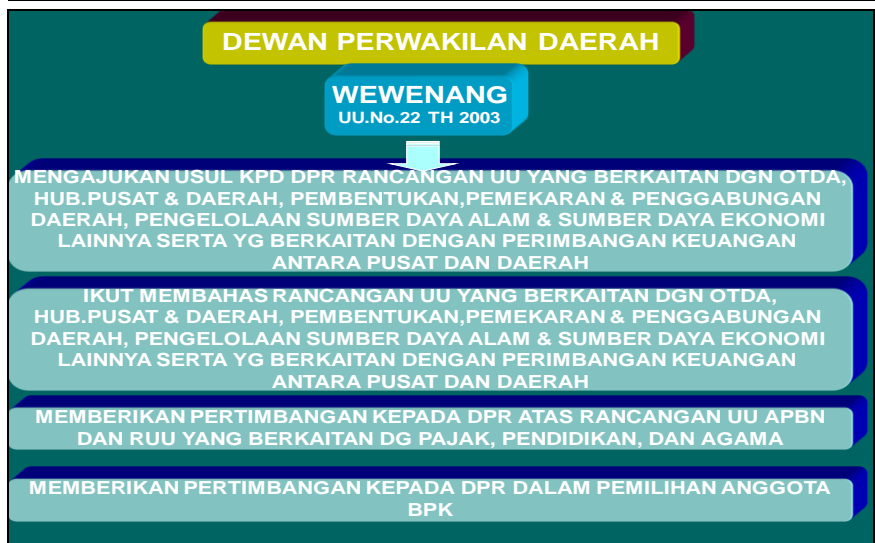 DEWAN PERWAKILAN DAERAH
WEWENANG
UU.No.22 TH 2003
MENGAJUKAN USUL KPD DPR RANCANGAN UU YANG BERKAITAN DGN OTDA,
HUB.PUSAT & DAERAH, PEMBENTUKAN,PEMEKARAN & PENGGABUNGAN
DAERAH, PENGELOLAAN SUMBER DAYA ALAM & SUMBER DAYA EKONOMI
LAINNYA SERTA YG BERKAITAN DENGAN PERIMBANGAN KEUANGAN
ANTARA PUSAT DAN DAERAH
IKUT MEMBAHAS RANCANGAN UU YANG BERKAITAN DGN OTDA,
HUB.PUSAT & DAERAH, PEMBENTUKAN,PEMEKARAN & PENGGABUNGAN
DAERAH, PENGELOLAAN SUMBER DAYA ALAM & SUMBER DAYA EKONOMI
LAINNYA SERTA YG BERKAITAN DENGAN PERIMBANGAN KEUANGAN
ANTARA PUSAT DAN DAERAH
MEMBERIKAN PERTIMBANGAN KEPADA DPR ATAS RANCANGAN UU APBN
DAN RUU YANG BERKAITAN DG PAJAK, PENDIDIKAN, DAN AGAMA
MEMBERIKAN PERTIMBANGAN KEPADA DPR DALAM PEMILIHAN ANGGOTA
BPK